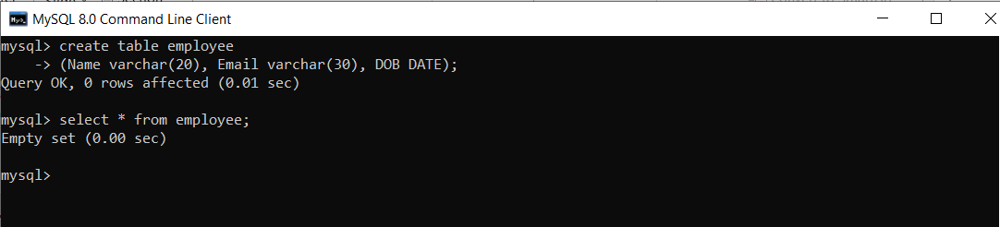 MySQL 8.0 Command Line Client
mysql> create table employee
    -> (Name varchar(20), Email varchar(30), DOB DATE);
Query OK, 0 rows affected (0.01 sec)
mysql> select * from employee;
Empty set (0.00 sec)
mysql>